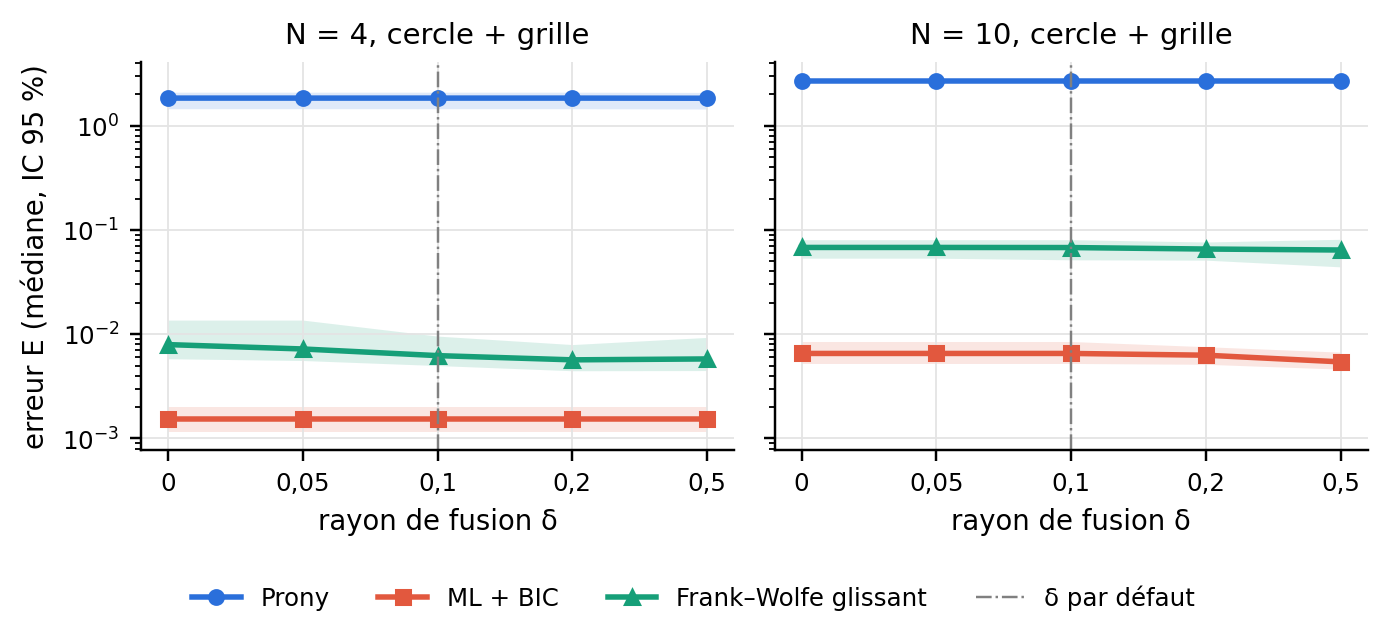 N = 4, cercle + grille
N = 10, cercle + grille
erreur E (médiane, IC 95 %)
10⁰
10⁻¹
10⁻²
10⁻³
0 0,05 0,1 0,2 0,5
0 0,05 0,1 0,2 0,5
rayon de fusion δ
rayon de fusion δ
Prony ML + BIC Frank–Wolfe glissant δ par défaut